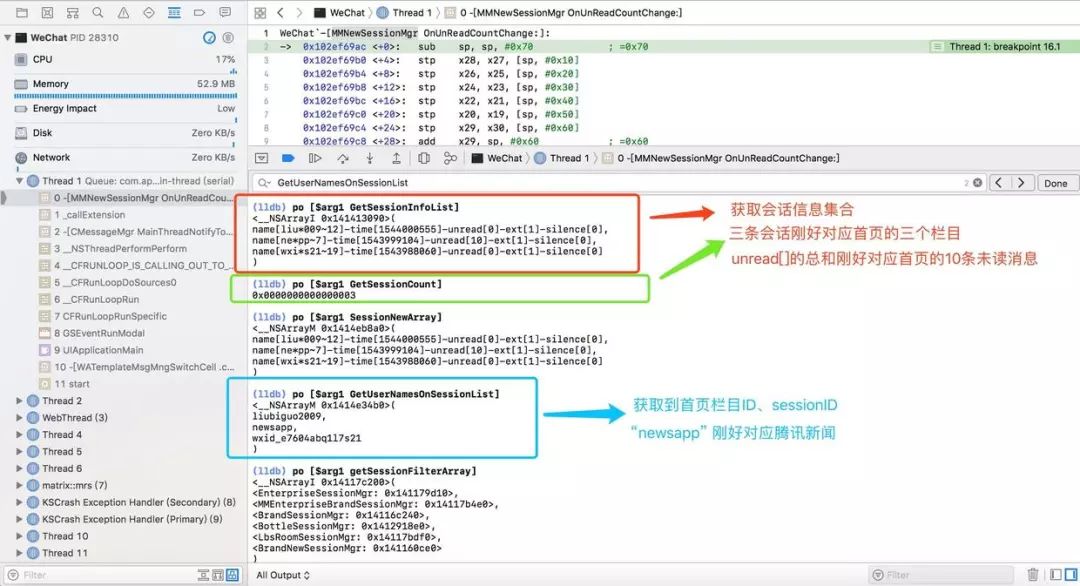 WeChat PID 28310
CPU 17%
Memory 52.9 MB
Energy Impact Low
Disk Zero KB/s
Network Zero KB/s
Thread 1 Queue: com.ap...in-thread (serial)
0 -[MMNewSessionMgr OnUnReadCou...
1 _callExtension
2 -[CMessageMgr MainThreadNotifyTo...
3 __NSThreadPerformPerform
4 __CFRUNLOOP_IS_CALLING_OUT_TO_...
5 __CFRunLoopDoSources0
6 __CFRunLoopRun
7 CFRunLoopRunSpecific
8 GSEventRunModal
9 UIApplicationMain
10 -[WATemplateMsgMngSwitchCell .c...
11 start
Thread 2
WebThread (3)
Thread 4
Thread 5
Thread 6
matrix::mrs (7)
KSCrash Exception Handler (Secondary) (8)
KSCrash Exception Handler (Primary) (9)
Thread 10
Thread 11
Filter
WeChat Thread 1 0 -[MMNewSessionMgr OnUnReadCountChange:]
1 WeChat`-[MMNewSessionMgr OnUnReadCountChange:]:
2 -> 0x102ef69ac <+0>: sub sp, sp, #0x70 ; =0x70 Thread 1: breakpoint 16.1
3 0x102ef69b0 <+4>: stp x28, x27, [sp, #0x10]
4 0x102ef69b4 <+8>: stp x26, x25, [sp, #0x20]
5 0x102ef69b8 <+12>: stp x24, x23, [sp, #0x30]
6 0x102ef69bc <+16>: stp x22, x21, [sp, #0x40]
7 0x102ef69c0 <+20>: stp x20, x19, [sp, #0x50]
8 0x102ef69c4 <+24>: stp x29, x30, [sp, #0x60]
9 0x102ef69c8 <+28>: add x29, sp, #0x60 ; =0x60
WeChat Thread 1 0 -[MMNewSessionMgr OnUnReadCountChange:]
GetUserNamesOnSessionList 2 Done
(lldb) po [$arg1 GetSessionInfoList]
<__NSArrayI 0x141413090>(
name[liu*009~12]-time[1544000555]-unread[0]-ext[1]-silence[0],
name[ne*pp~7]-time[1543999104]-unread[10]-ext[1]-silence[0],
name[wxi*s21~19]-time[1543988060]-unread[0]-ext[1]-silence[0]
)
获取会话信息集合
三条会话刚好对应首页的三个栏目
unread[]的总和刚好对应首页的10条未读消息
(lldb) po [$arg1 GetSessionCount]
0x0000000000000003
(lldb) po [$arg1 SessionNewArray]
<__NSArrayM 0x1414eb8a0>(
name[liu*009~12]-time[1544000555]-unread[0]-ext[1]-silence[0],
name[ne*pp~7]-time[1543999104]-unread[10]-ext[1]-silence[0],
name[wxi*s21~19]-time[1543988060]-unread[0]-ext[1]-silence[0]
)
(lldb) po [$arg1 GetUserNamesOnSessionList]
<__NSArrayM 0x1414e34b0>(
liubiguo2009,
newsapp,
wxid_e7604abq1l7s21
)
获取到首页栏目ID、sessionID
“newsapp”刚好对应腾讯新闻
(lldb) po [$arg1 getSessionFilterArray]
<__NSArrayI 0x14117c200>(
<EnterpriseSessionMgr: 0x141179d10>,
<MMEnterpriseBrandSessionMgr: 0x14117b4e0>,
<BrandSessionMgr: 0x14116c240>,
<BottleSessionMgr: 0x1412918e0>,
<LbsRoomSessionMgr: 0x14117bdf0>,
<BrandNewSessionMgr: 0x141160ce0>
)
All Output
Filter